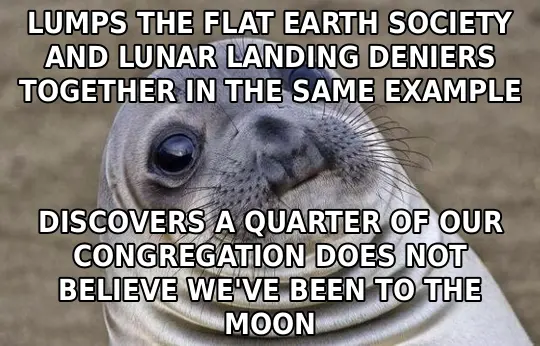 LUMPS THE FLAT EARTH SOCIETY
AND LUNAR LANDING DENIERS
TOGETHER IN THE SAME EXAMPLE
DISCOVERS A QUARTER OF OUR
CONGREGATION DOES NOT
BELIEVE WE'VE BEEN TO THE
MOON